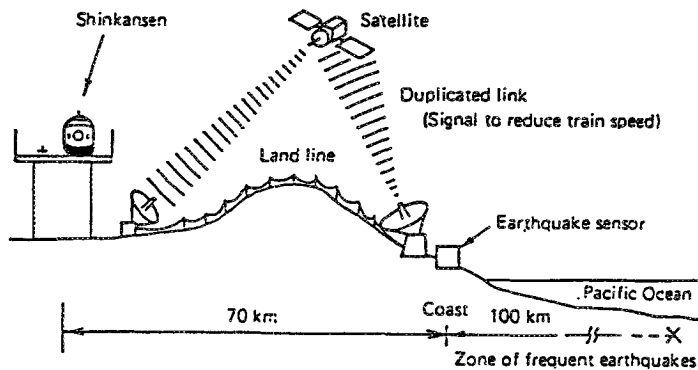 Shinkansen
Satellite
Duplicated link
(Signal to reduce train speed)
Land line
Earthquake sensor
Pacific Ocean
Coast
70 km
100 km
Zone of frequent earthquakes